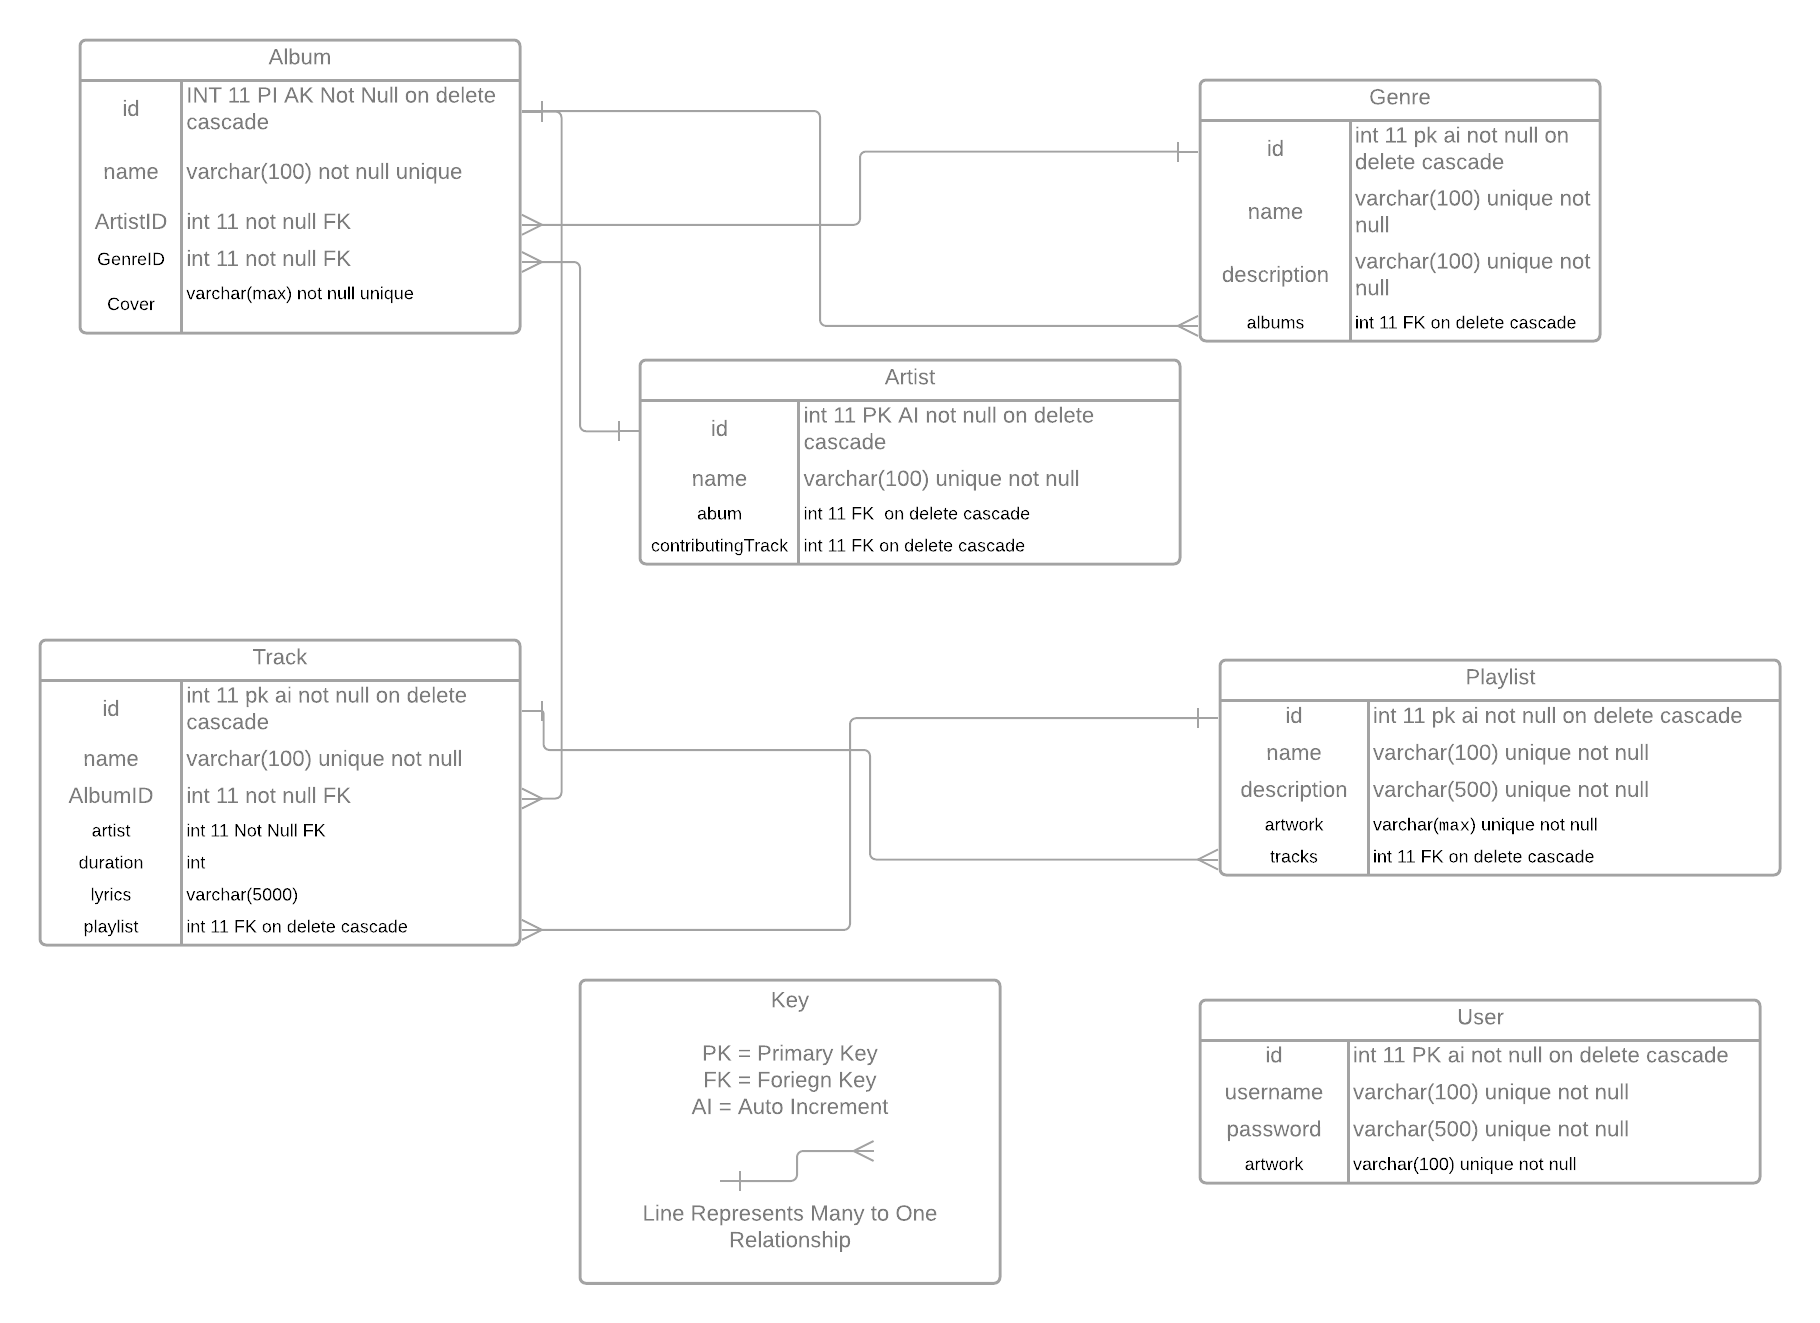 Album
id
INT 11 PI AK Not Null on delete
cascade
name
varchar(100) not null unique
ArtistID
int 11 not null FK
GenreID
int 11 not null FK
Cover
varchar(max) not null unique
Genre
id
int 11 pk ai not null on
delete cascade
name
varchar(100) unique not
null
description
varchar(100) unique not
null
albums
int 11 FK on delete cascade
Artist
id
int 11 PK AI not null on delete
cascade
name
varchar(100) unique not null
abum
int 11 FK  on delete cascade
contributingTrack
int 11 FK on delete cascade
Track
id
int 11 pk ai not null on delete
cascade
name
varchar(100) unique not null
AlbumID
int 11 not null FK
artist
int 11 Not Null FK
duration
int
lyrics
varchar(5000)
playlist
int 11 FK on delete cascade
Playlist
id
int 11 pk ai not null on delete cascade
name
varchar(100) unique not null
description
varchar(500) unique not null
artwork
varchar(max) unique not null
tracks
int 11 FK on delete cascade
Key
PK = Primary Key
FK = Foriegn Key
AI = Auto Increment
Line Represents Many to One
Relationship
User
id
int 11 PK ai not null on delete cascade
username
varchar(100) unique not null
password
varchar(500) unique not null
artwork
varchar(100) unique not null